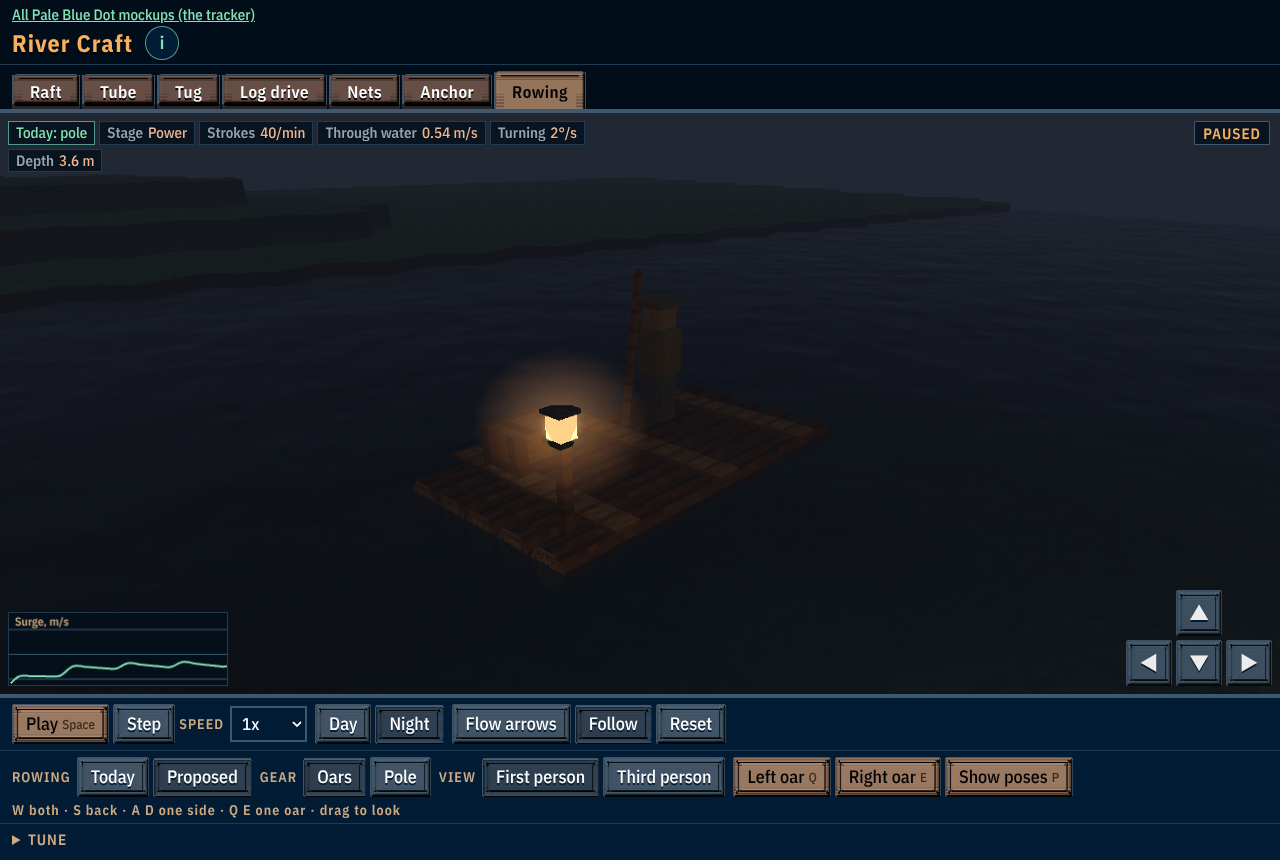 All Pale Blue Dot mockups (the tracker)
River Craft i
Raft Tube Tug Log drive Nets Anchor Rowing
Today: pole Stage Power Strokes 40/min Through water 0.54 m/s Turning 2°/s PAUSED
Depth 3.6 m
Surge, m/s
Play Space Step SPEED 1x Day Night Flow arrows Follow Reset
ROWING Today Proposed GEAR Oars Pole VIEW First person Third person Left oar Q Right oar E Show poses P
W both · S back · A D one side · Q E one oar · drag to look
TUNE